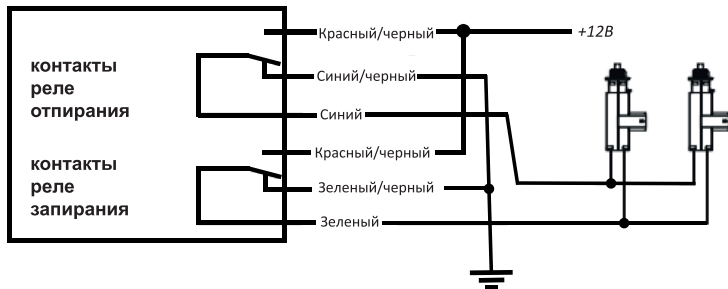 Красный/черный
+12В
контакты
реле
отпирания
Синий/черный
Синий
Красный/черный
контакты
реле
запирания
Зеленый/черный
Зеленый